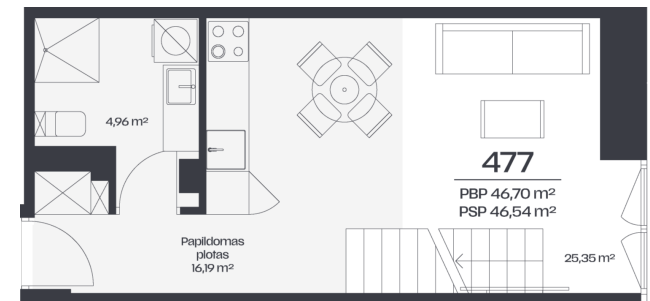 4,96 m²
477
PBP 46,70 m²
PSP 46,54 m²
Papildomas
plotas
16,19 m²
25,35 m²